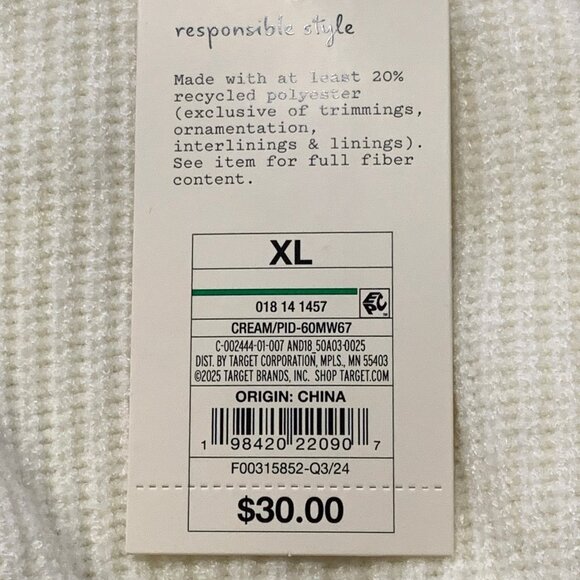 responsible style
Made with at least 20%
recycled polyester
(exclusive of trimmings,
ornamentation,
interlinings & linings).
See item for full fiber
content.
XL
018 14 1457
EPC™
CREAM/PID-60MW67
C-002444-01-007 AND18_50A03-0025
DIST. BY TARGET CORPORATION, MPLS., MN 55403
©2025 TARGET BRANDS, INC. SHOP TARGET.COM
ORIGIN: CHINA
1 98420 22090 7
F00315852-Q3/24
$30.00